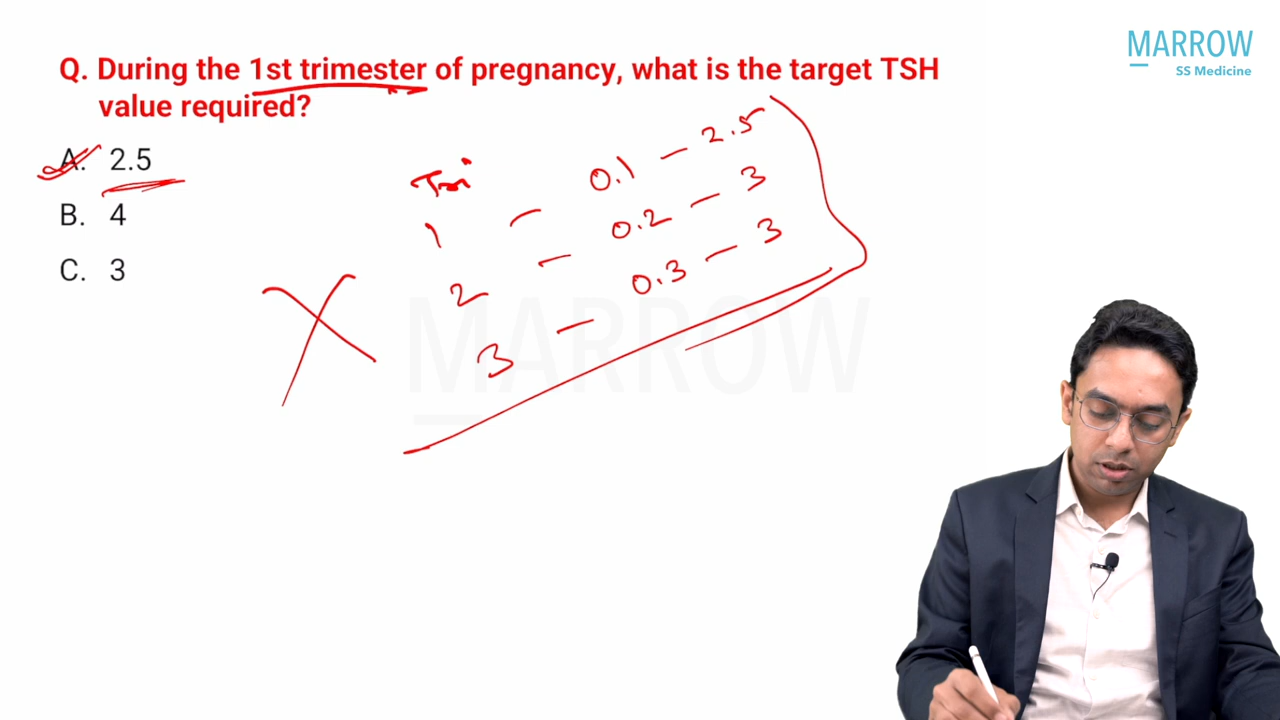 MARROW
SS Medicine
Q. During the 1st trimester of pregnancy, what is the target TSH
value required?
A. 2.5
B. 4
C. 3
Tri
1 - 0.1 - 2.5
2 - 0.2 - 3
3 - 0.3 - 3
MARROW